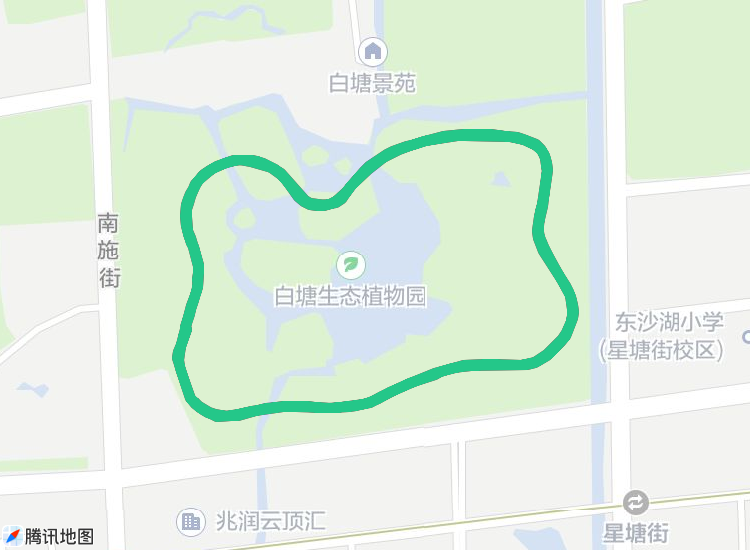 白塘景苑
南
施
街
白塘生态植物园
东沙湖小学
(星塘街校区)
兆润云顶汇
星塘街
腾讯地图